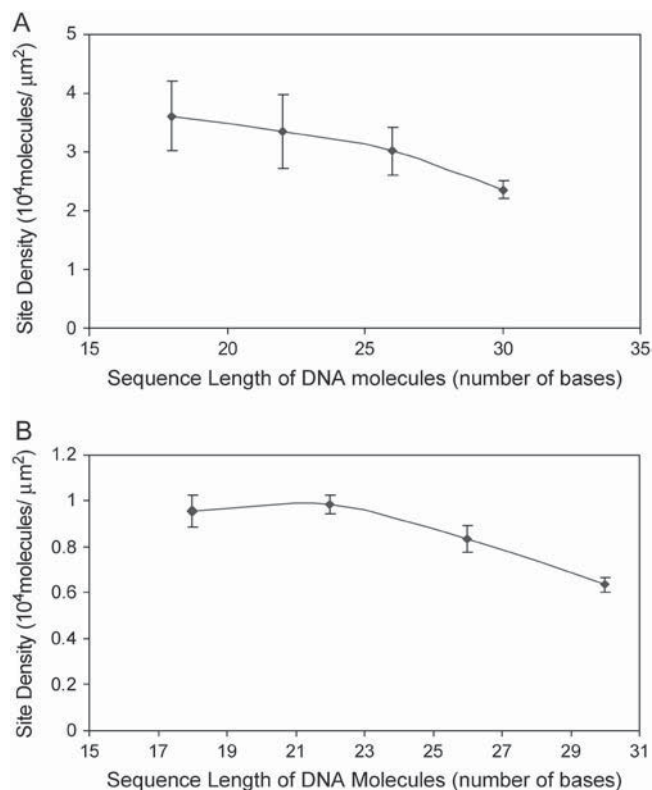 A
5
4
3
2
1
0
Site Density (10⁴molecules/ μm²)
15 20 25 30 35
Sequence Length of DNA molecules (number of bases)
B
1.2
1
0.8
0.6
0.4
0.2
0
Site Density (10⁴molecules/ μm²)
15 17 19 21 23 25 27 29 31
Sequence Length of DNA Molecules (number of bases)